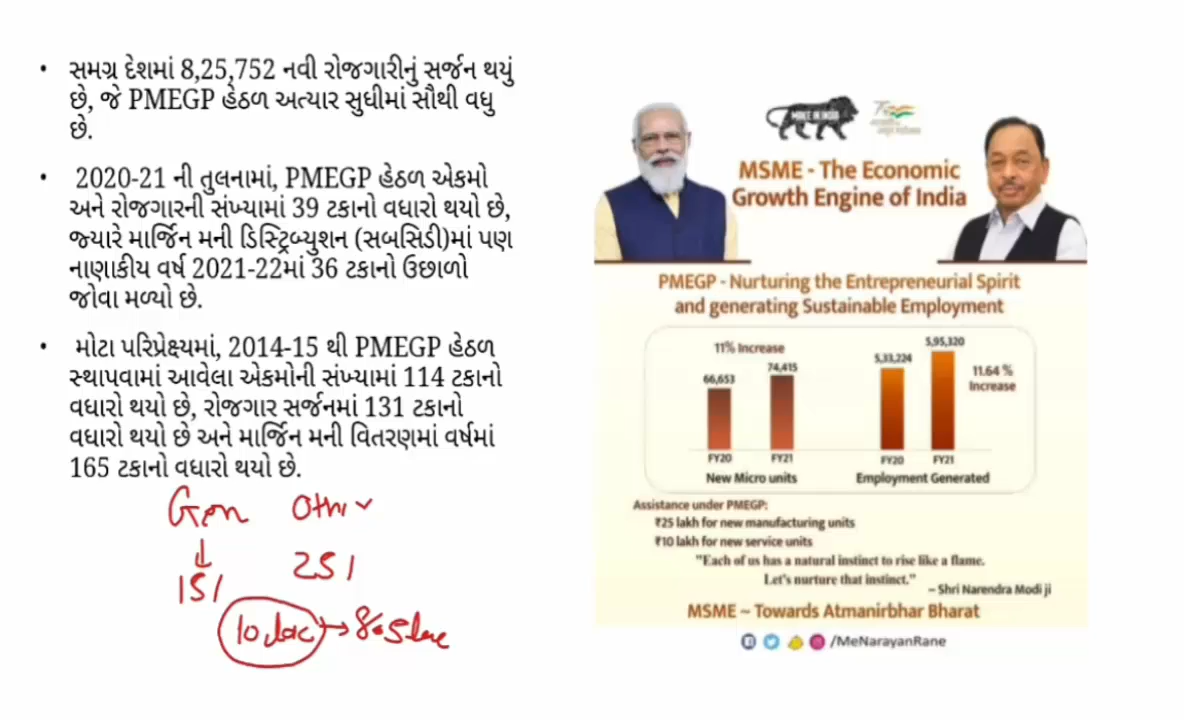 • સમગ્ર દેશમાં 8,25,752 નવી રોજગારીનું સર્જન થયું
છે, જે PMEGP હેઠળ અત્યાર સુધીમાં સૌથી વધુ
છે.
• 2020-21 ની તુલનામાં, PMEGP હેઠળ એકમો
અને રોજગારની સંખ્યામાં 39 ટકાનો વધારો થયો છે,
જ્યારે માર્જિન મની ડિસ્ટ્રિબ્યુશન (સબસિડી)માં પણ
નાણાકીય વર્ષ 2021-22માં 36 ટકાનો ઉછાળો
જોવા મળ્યો છે.
• મોટા પરિપ્રેક્ષ્યમાં, 2014-15 થી PMEGP હેઠળ
સ્થાપવામાં આવેલા એકમોની સંખ્યામાં 114 ટકાનો
વધારો થયો છે, રોજગાર સર્જનમાં 131 ટકાનો
વધારો થયો છે અને માર્જિન મની વિતરણમાં વર્ષમાં
165 ટકાનો વધારો થયો છે.
Gen
15/
25/
10 lac → 8.5 lac
MAKE IN INDIA
MSME - The Economic
Growth Engine of India
PMEGP - Nurturing the Entrepreneurial Spirit
and generating Sustainable Employment
11% Increase
66,653
74,415
FY20
FY21
New Micro units
5,33,224
5,95,320
11.64 %
Increase
FY20
FY21
Employment Generated
Assistance under PMEGP:
₹25 lakh for new manufacturing units
₹10 lakh for new service units
"Each of us has a natural instinct to rise like a flame.
Let's nurture that instinct."
– Shri Narendra Modi ji
MSME ~ Towards Atmanirbhar Bharat
/MeNarayanRane